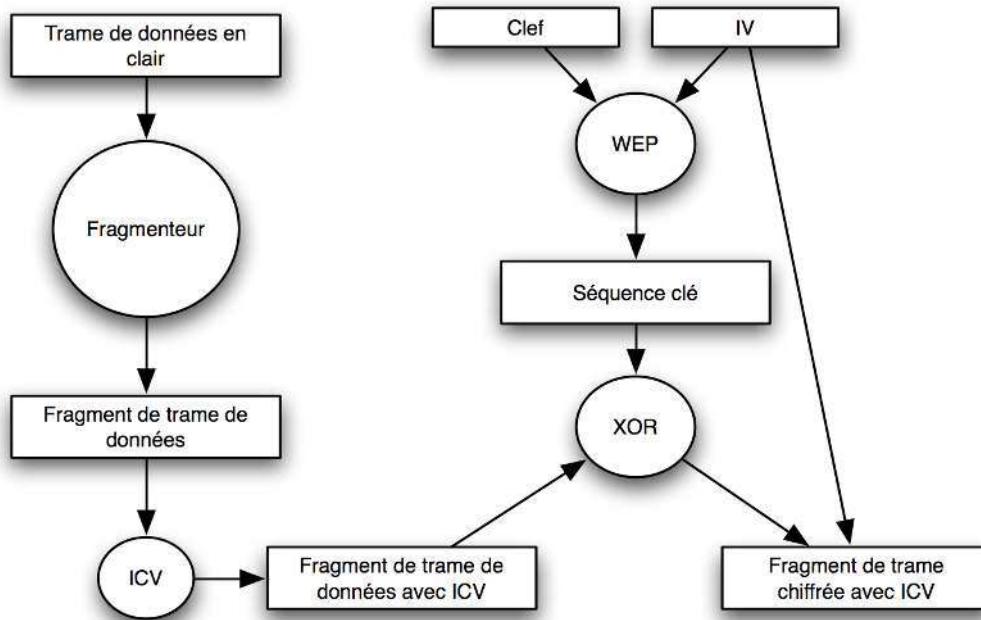 Trame de données en
clair
Clef
IV
WEP
Fragmenteur
Séquence clé
Fragment de trame de
données
XOR
ICV
Fragment de trame de
données avec ICV
Fragment de trame
chiffrée avec ICV